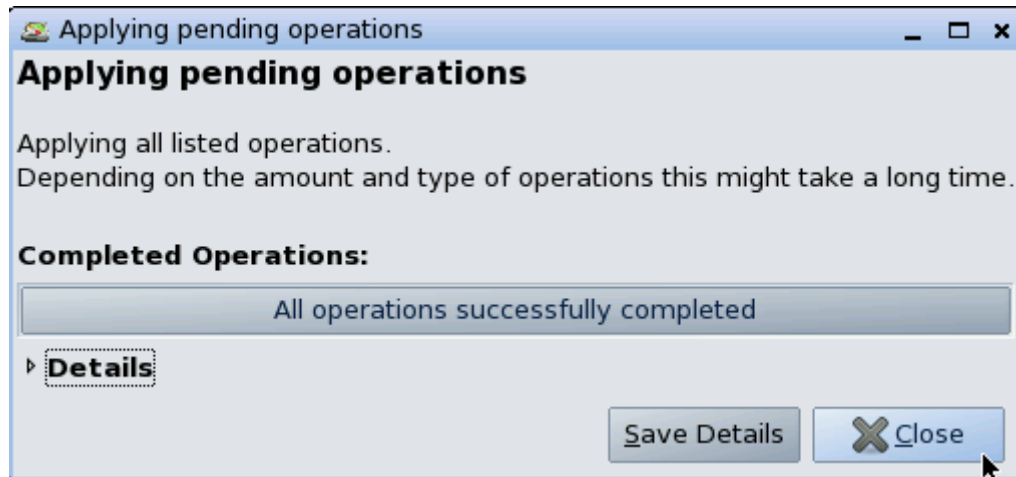 Applying pending operations
Applying pending operations
Applying all listed operations.
Depending on the amount and type of operations this might take a long time.
Completed Operations:
All operations successfully completed
Details
Save Details
Close